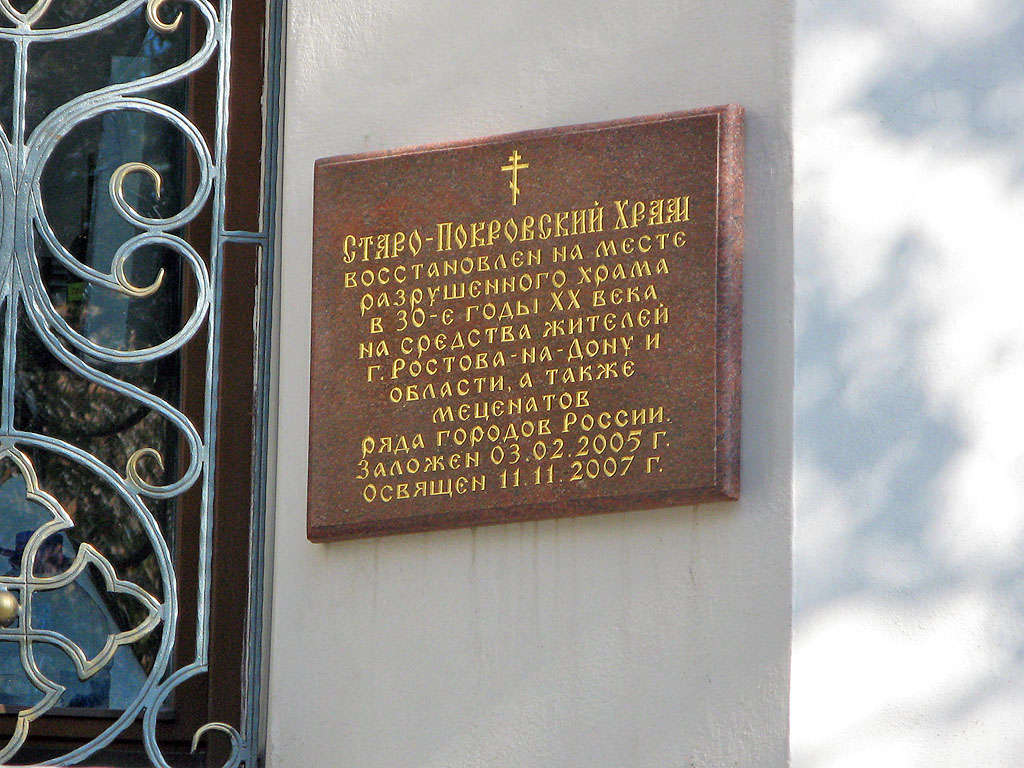 Старо-Покровский Храм
восстановлен на месте
разрушенного храма
в 30-е годы XX века
на средства жителей
г. Ростова-на-Дону и
области, а также
меценатов
ряда городов России.
Заложен 03.02.2005 г.
Освящен 11.11.2007 г.